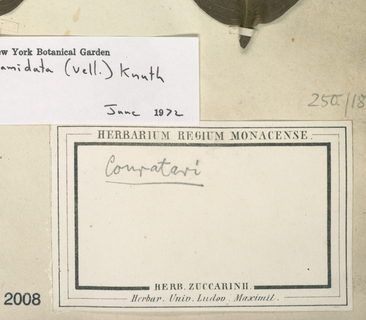 ew York Botanical Garden
amidata (vell.) Knuth
June 1972
250/18
HERBARIUM REGIUM MONACENSE.
Couratari
HERB. ZUCCARINII.
Herbar. Univ. Ludov. Maximil.
2008